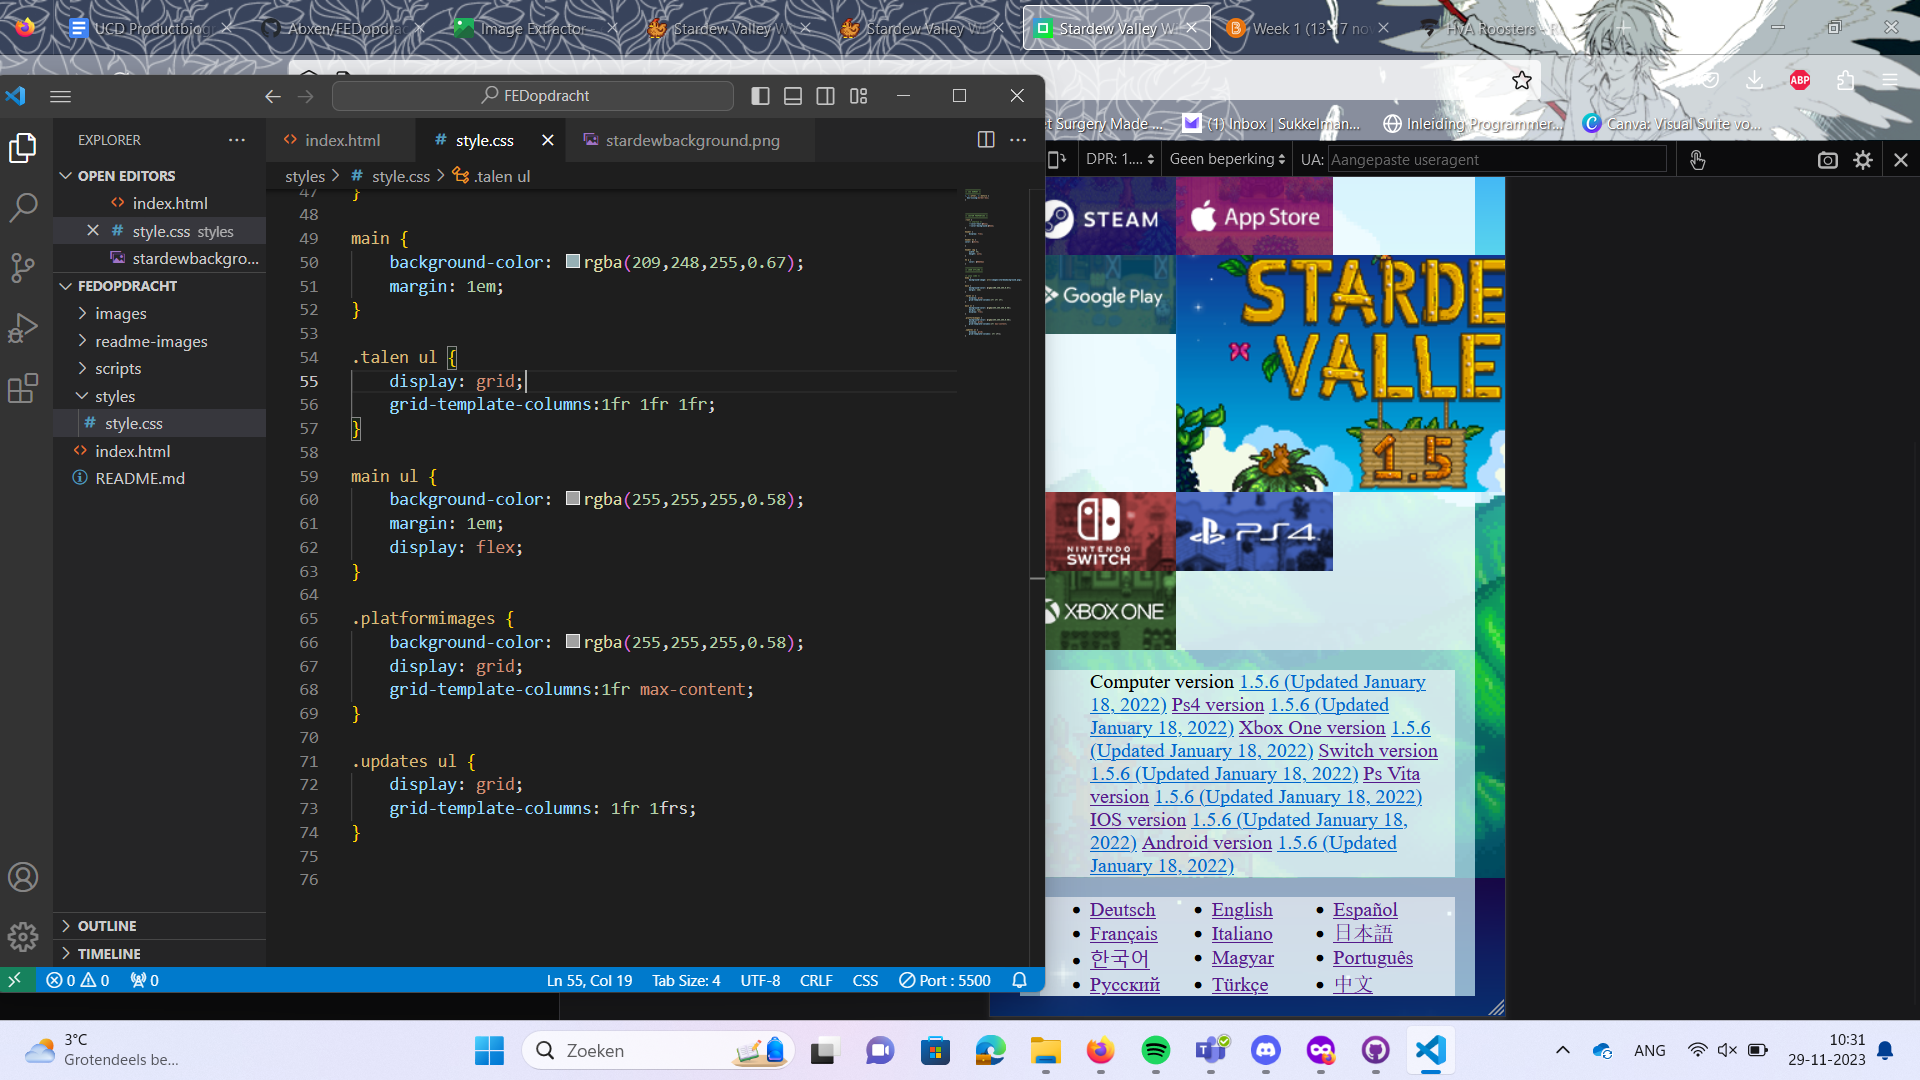 UCD Productbiog
Abxen/FEDopdra
Image Extractor
Stardew Valley W
Stardew Valley W
Stardew Valley W
Week 1 (13-17 no
HvA Roosters - R
FEDopdracht
ABP
t Surgery Made ...
(1) Inbox | Sukkelman...
Inleiding Programmer...
Canva: Visual Suite vo...
EXPLORER
index.html
style.css
stardewbackground.png
DPR: 1....
Geen beperking
UA:
Aangepaste useragent
styles
style.css
.talen ul
OPEN EDITORS
index.html
style.css styles
stardewbackgro...
FEDOPDRACHT
images
readme-images
scripts
styles
style.css
index.html
README.md
OUTLINE
TIMELINE
47 }
48
49 main {
50 background-color: rgba(209,248,255,0.67);
51 margin: 1em;
52 }
53
54 .talen ul {
55 display: grid;
56 grid-template-columns:1fr 1fr 1fr;
57 }
58
59 main ul {
60 background-color: rgba(255,255,255,0.58);
61 margin: 1em;
62 display: flex;
63 }
64
65 .platformimages {
66 background-color: rgba(255,255,255,0.58);
67 display: grid;
68 grid-template-columns:1fr max-content;
69 }
70
71 .updates ul {
72 display: grid;
73 grid-template-columns: 1fr 1frs;
74 }
75
76
STEAM
App Store
Google Play
STARDE
VALLE
1.5
NINTENDO
SWITCH
PS4
XBOX ONE
Computer version 1.5.6 (Updated January
18, 2022) Ps4 version 1.5.6 (Updated
January 18, 2022) Xbox One version 1.5.6
(Updated January 18, 2022) Switch version
1.5.6 (Updated January 18, 2022) Ps Vita
version 1.5.6 (Updated January 18, 2022)
IOS version 1.5.6 (Updated January 18,
2022) Android version 1.5.6 (Updated
January 18, 2022)
Deutsch English Español
Français Italiano 日本語
한국어 Magyar Português
Русский Türkçe 中文
0 0 0
Ln 55, Col 19
Tab Size: 4
UTF-8
CRLF
CSS
Port : 5500
3°C
Grotendeels be...
Zoeken
ANG
10:31
29-11-2023